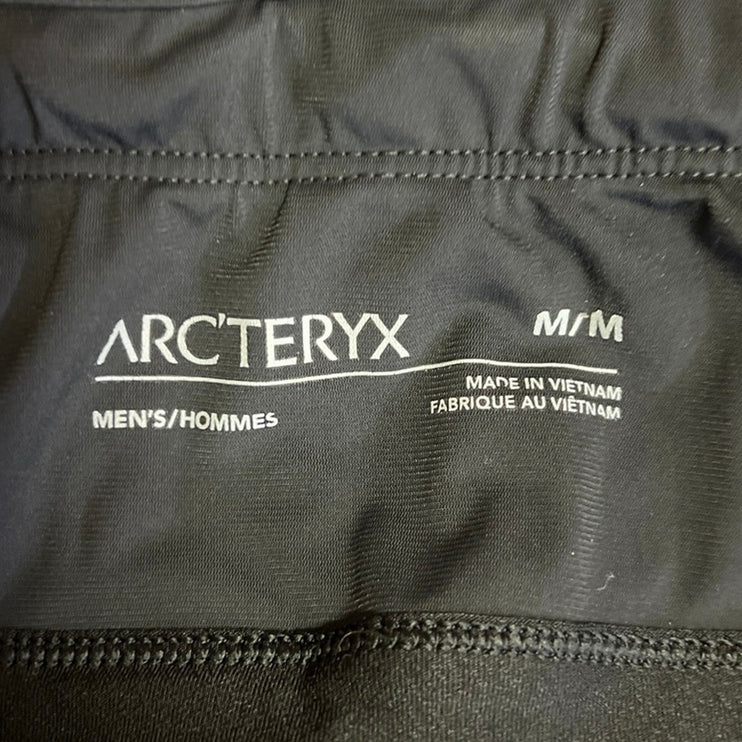 ARC'TERYX M/M
MEN'S/HOMMES MADE IN VIETNAM
FABRIQUE AU VIÊTNAM